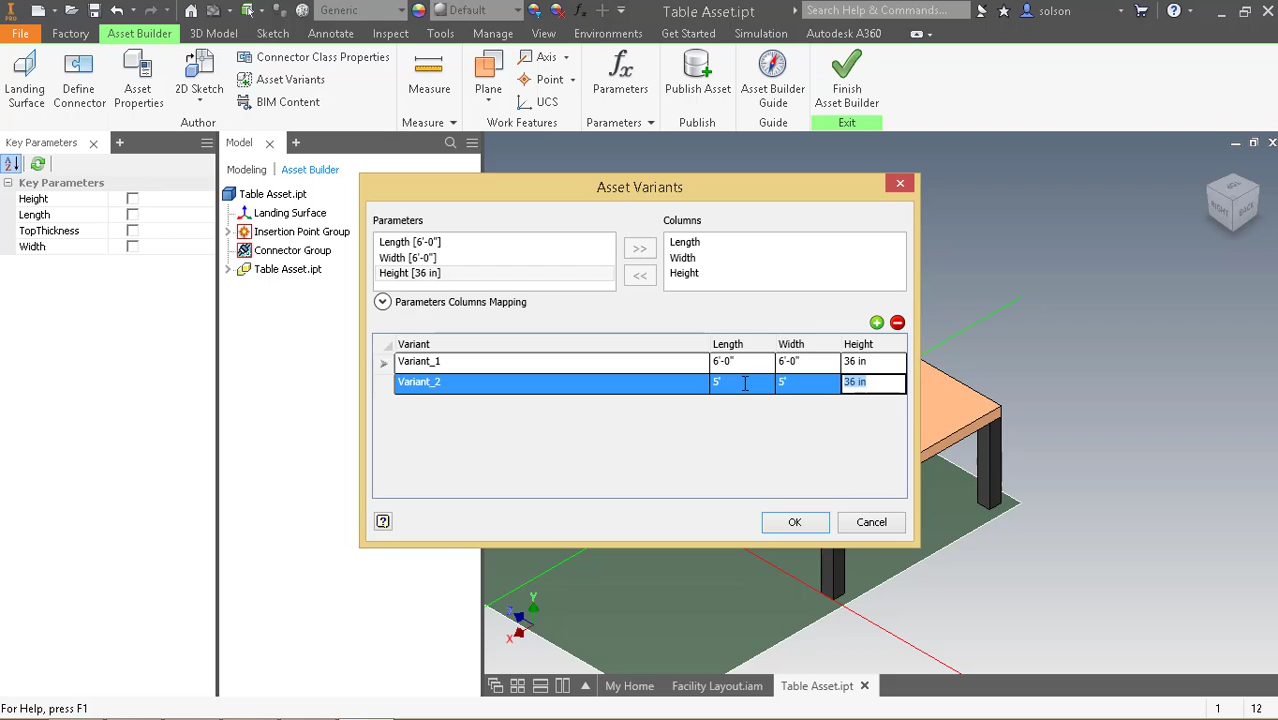 PRO
Generic
Default
Table Asset.ipt
Search Help & Commands...
solson
File
Factory
Asset Builder
3D Model
Sketch
Annotate
Inspect
Manage
Tools
View
Environments
Get Started
Simulation
Autodesk A360
Landing Surface
Define Connector
Asset Properties
2D Sketch
Connector Class Properties
Asset Variants
BIM Content
Measure
Plane
Axis
Point
UCS
fx
Parameters
Publish Asset
Asset Builder Guide
Finish Asset Builder
Author
Measure
Work Features
Parameters
Publish
Guide
Exit
Key Parameters
Key Parameters
Height
Length
TopThickness
Width
Model
Modeling
Asset Builder
Table Asset.ipt
Landing Surface
Insertion Point Group
Connector Group
Table Asset.ipt
Asset Variants
Parameters
Columns
Length [6'-0"]
Width [6'-0"]
Height [36 in]
>>
<<
Length
Width
Height
Parameters Columns Mapping
Variant Length Width Height
Variant_1 6'-0" 6'-0" 36 in
Variant_2 5' 5' 36 in
OK
Cancel
TOP
RIGHT
BACK
Z
Y
X
My Home
Facility Layout.iam
Table Asset.ipt
For Help, press F1
1
12